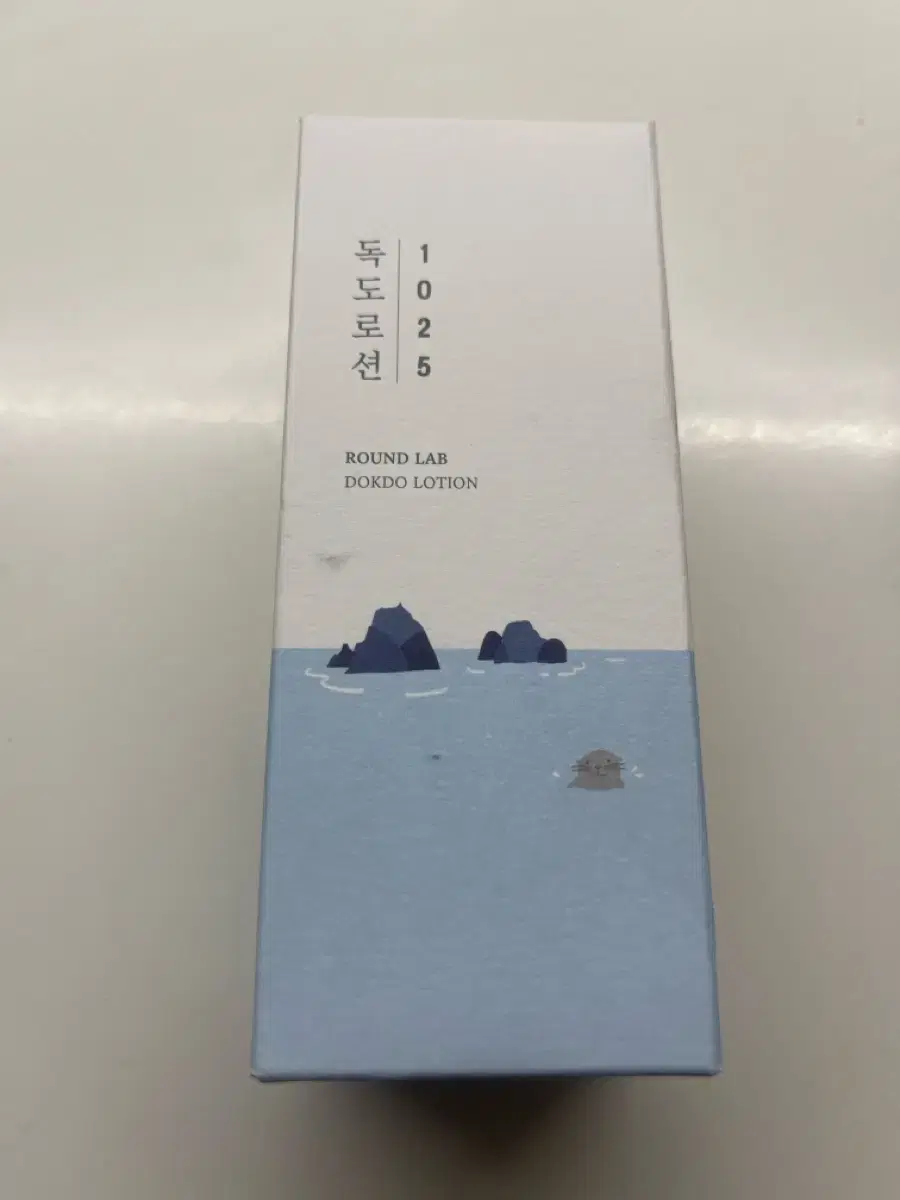 독도로션
1025
ROUND LAB
DOKDO LOTION